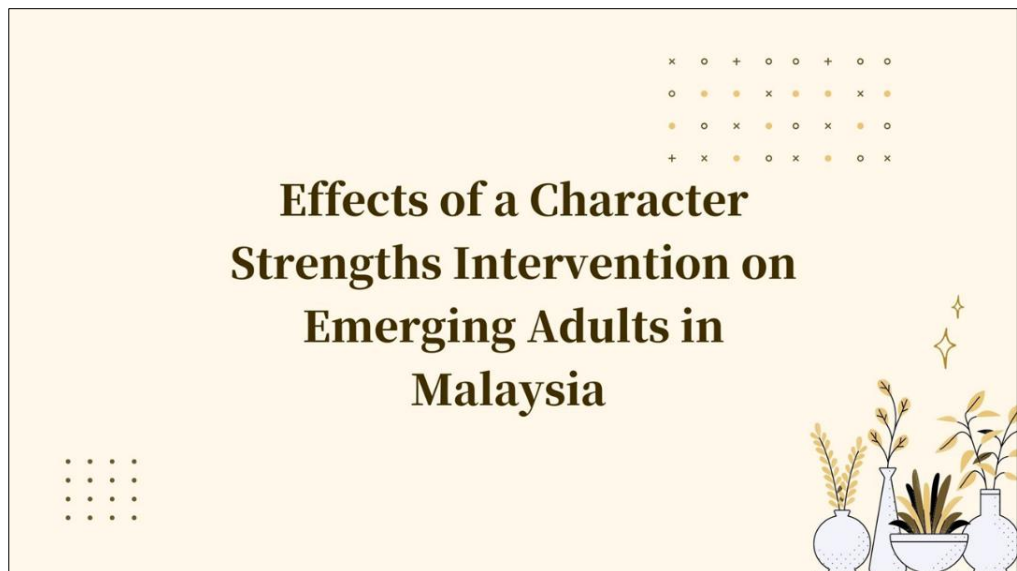 Effects of a Character
Strengths Intervention on
Emerging Adults in
Malaysia